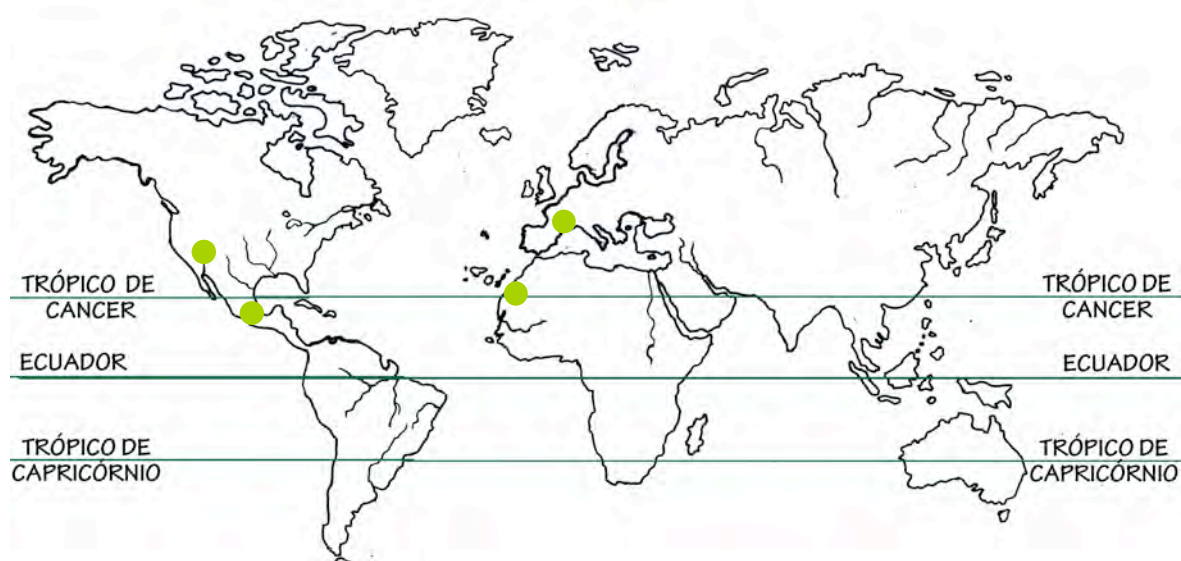 TRÓPICO DE
CANCER
TRÓPICO DE
CANCER
ECUADOR
ECUADOR
TRÓPICO DE
CAPRICÓRNIO
TRÓPICO DE
CAPRICÓRNIO